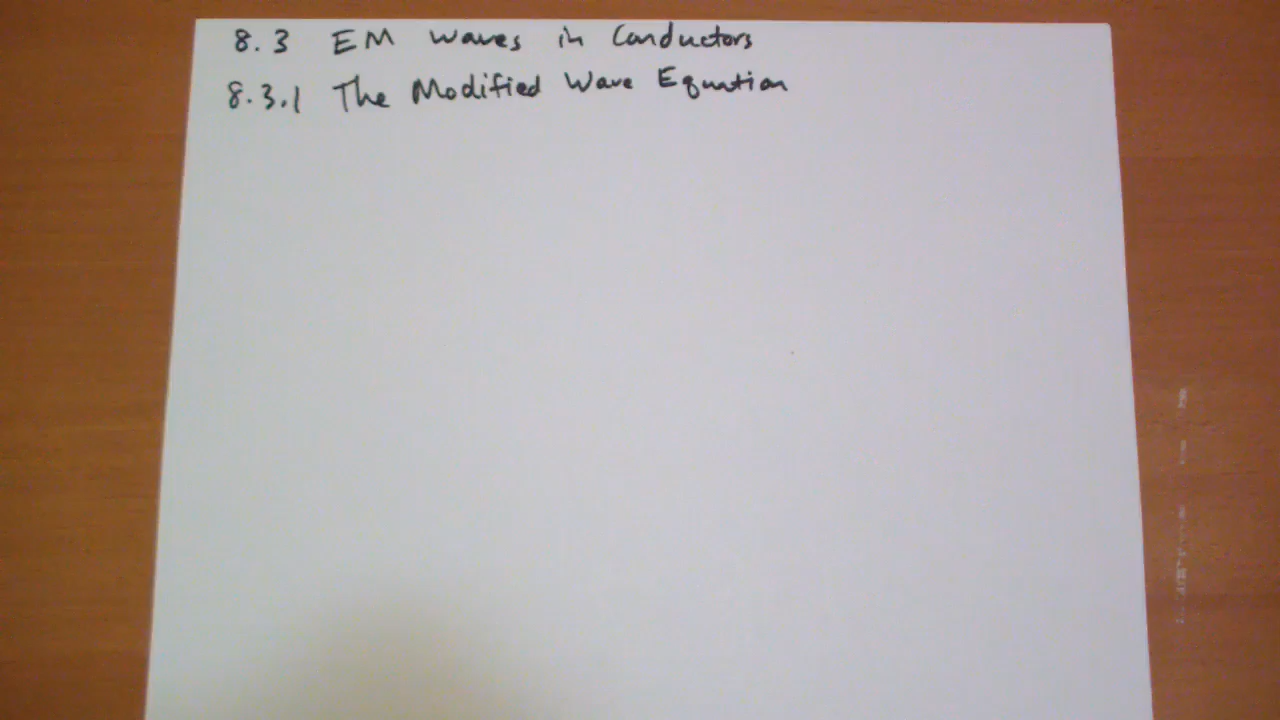 8.3 EM Waves in Conductors
8.3.1 The Modified Wave Equation